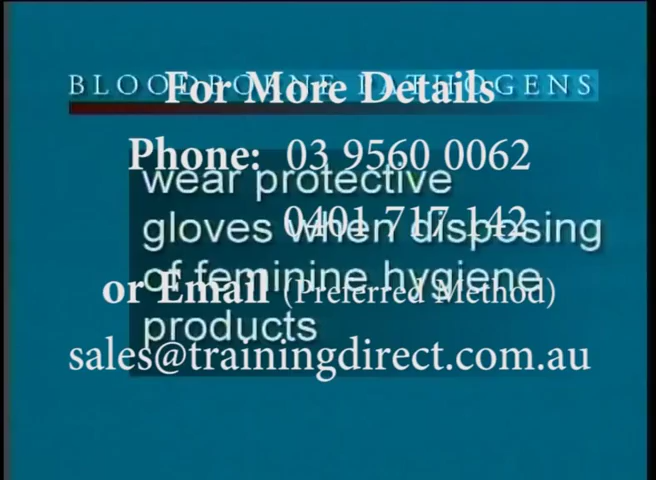 BLOODBORNE PATHOGENS
For More Details
Phone: 03 9560 0062
wear protective
0401 717 142
gloves when disposing
of feminine hygiene
or Email (Preferred Method)
products
sales@trainingdirect.com.au